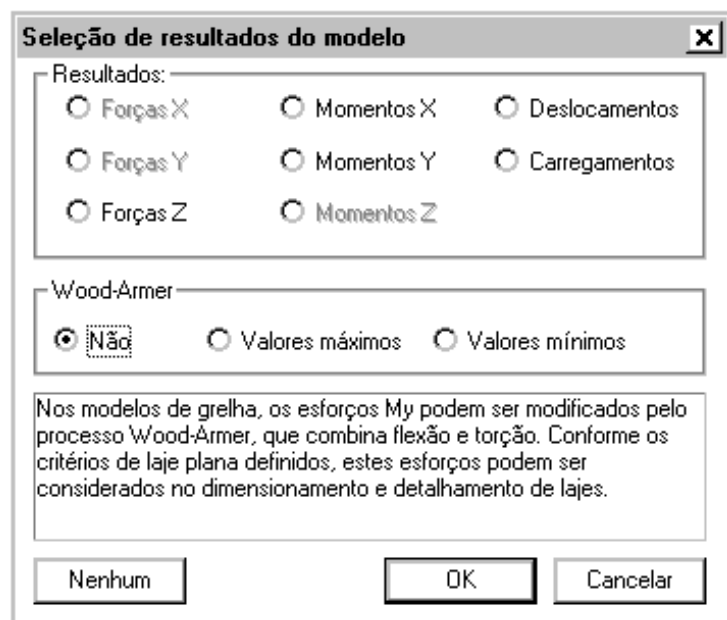 Seleção de resultados do modelo
Resultados:
Forças X Momentos X Deslocamentos
Forças Y Momentos Y Carregamentos
Forças Z Momentos Z
Wood-Armer
Não Valores máximos Valores mínimos
Nos modelos de grelha, os esforços My podem ser modificados pelo
processo Wood-Armer, que combina flexão e torção. Conforme os
critérios de laje plana definidos, estes esforços podem ser
considerados no dimensionamento e detalhamento de lajes.
Nenhum OK Cancelar